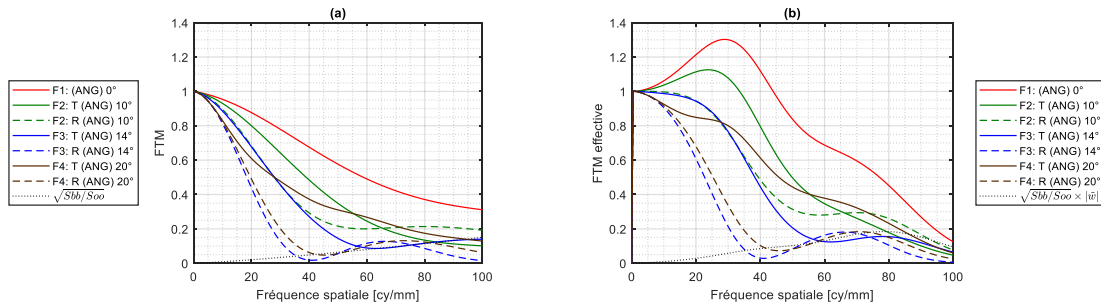 (a)
1.4
1.2
1
0.8
0.6
0.4
0.2
0
FTM
0 20 40 60 80 100
Fréquence spatiale [cy/mm]
F1: (ANG) 0°
F2: T (ANG) 10°
F2: R (ANG) 10°
F3: T (ANG) 14°
F3: R (ANG) 14°
F4: T (ANG) 20°
F4: R (ANG) 20°
√Sbb/Soo
(b)
1.4
1.2
1
0.8
0.6
0.4
0.2
0
FTM effective
0 20 40 60 80 100
Fréquence spatiale [cy/mm]
F1: (ANG) 0°
F2: T (ANG) 10°
F2: R (ANG) 10°
F3: T (ANG) 14°
F3: R (ANG) 14°
F4: T (ANG) 20°
F4: R (ANG) 20°
√Sbb/Soo × |w̃|